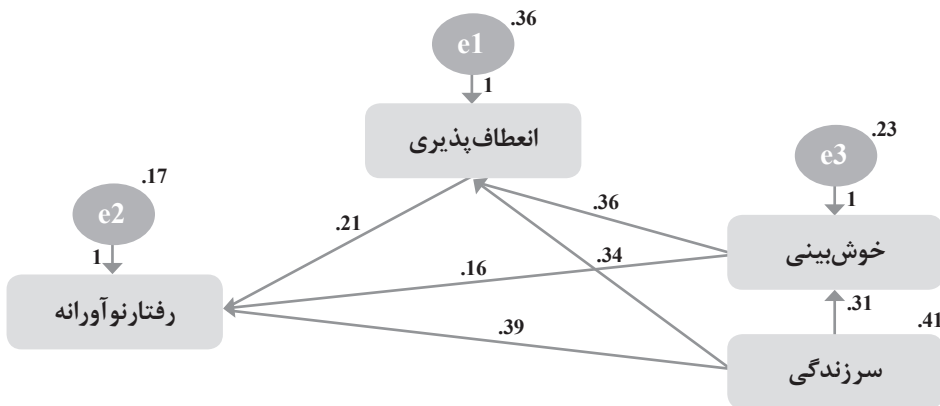 .36
e1
1
انعطاف‌پذیری
.23
e3
1
.17
e2
1
.36
.21
خوش‌بینی
.34
.16
رفتارنوآورانه
.31
.39
.41
سرزندگی